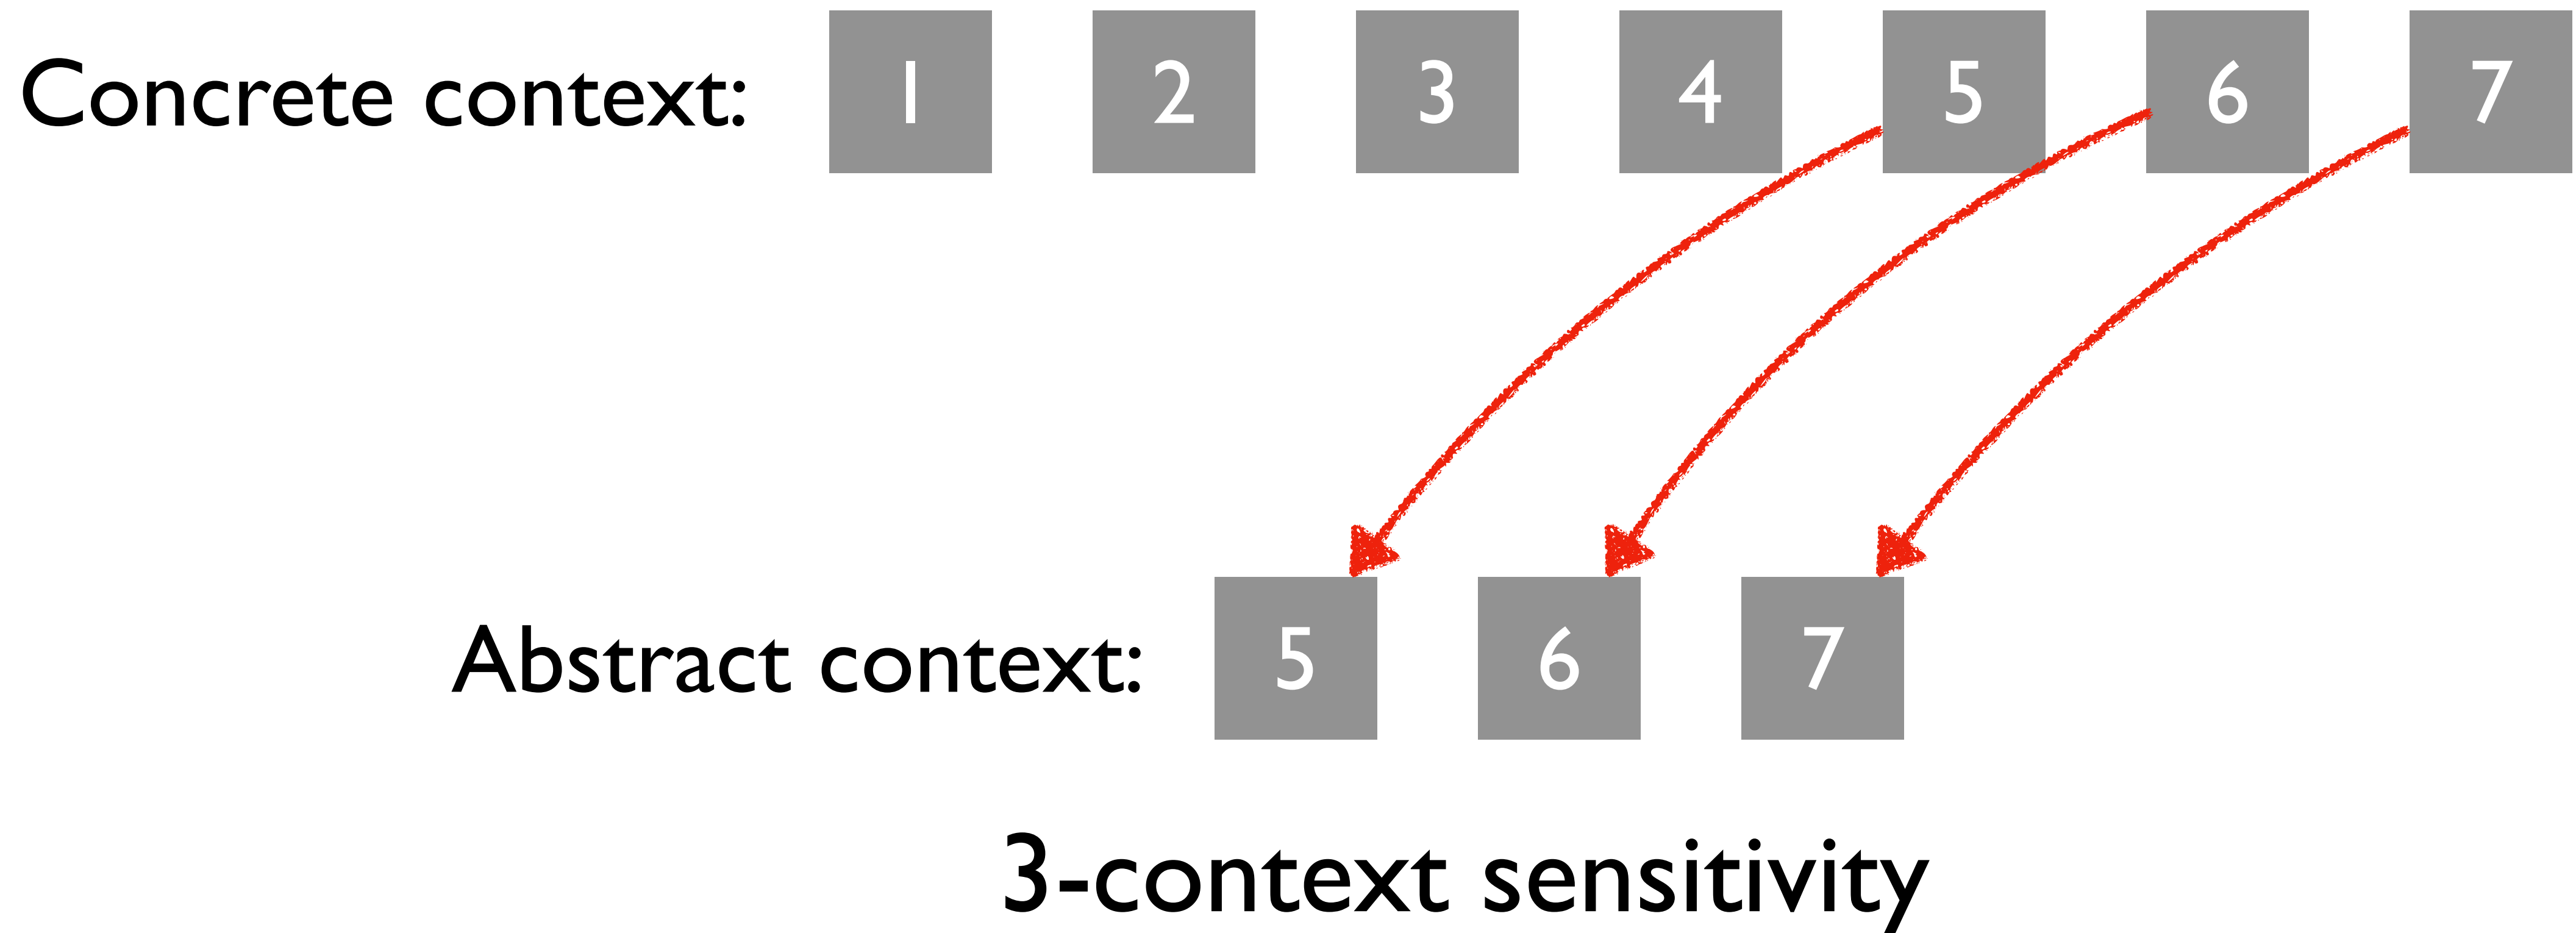 Concrete context: 1 2 3 4 5 6 7
Abstract context: 5 6 7
3-context sensitivity